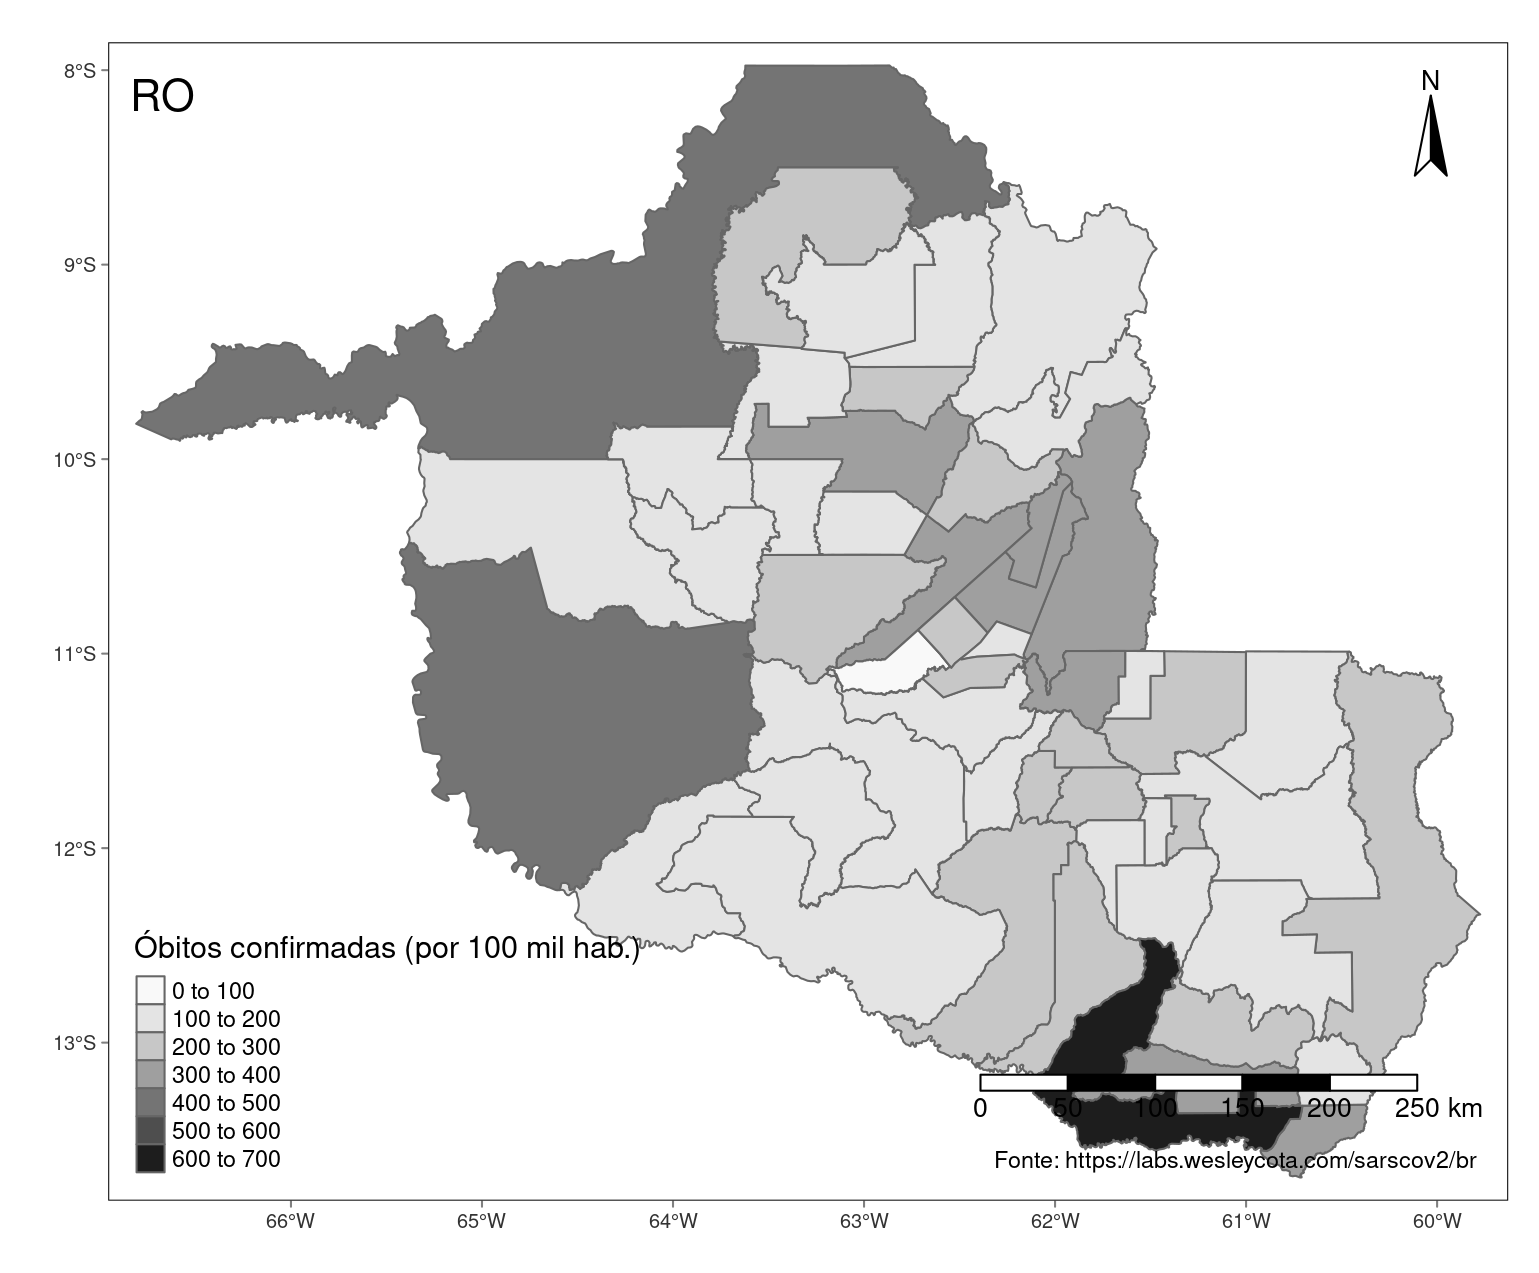 RO
N
8°S
9°S
10°S
11°S
12°S
13°S
Óbitos confirmadas (por 100 mil hab.)
0 to 100
100 to 200
200 to 300
300 to 400
400 to 500
500 to 600
600 to 700
0 50 100 150 200 250 km
Fonte: https://labs.wesleycota.com/sarscov2/br
66°W 65°W 64°W 63°W 62°W 61°W 60°W